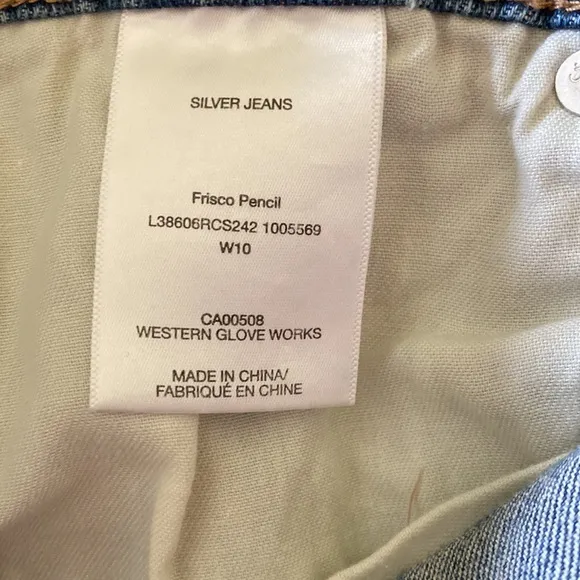 SILVER JEANS
Frisco Pencil
L38606RCS242 1005569
W10
CA00508
WESTERN GLOVE WORKS
MADE IN CHINA/
FABRIQUÉ EN CHINE